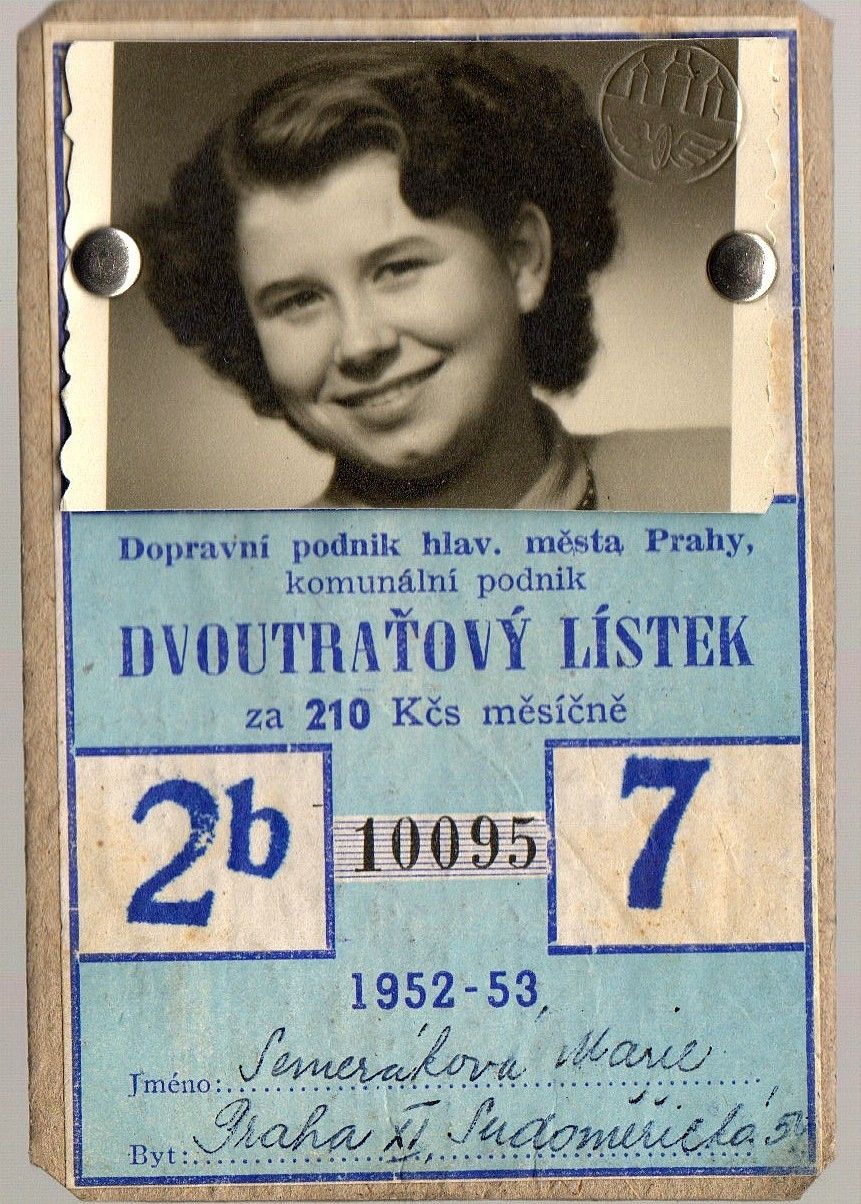 Dopravní podnik hlav. města Prahy,
komunální podnik
DVOUTRAŤOVÝ LÍSTEK
za 210 Kčs měsíčně
2b 10095 7
1952-53
Jméno: Semeráková Marie
Byt: Praha XI, Sudoměřická